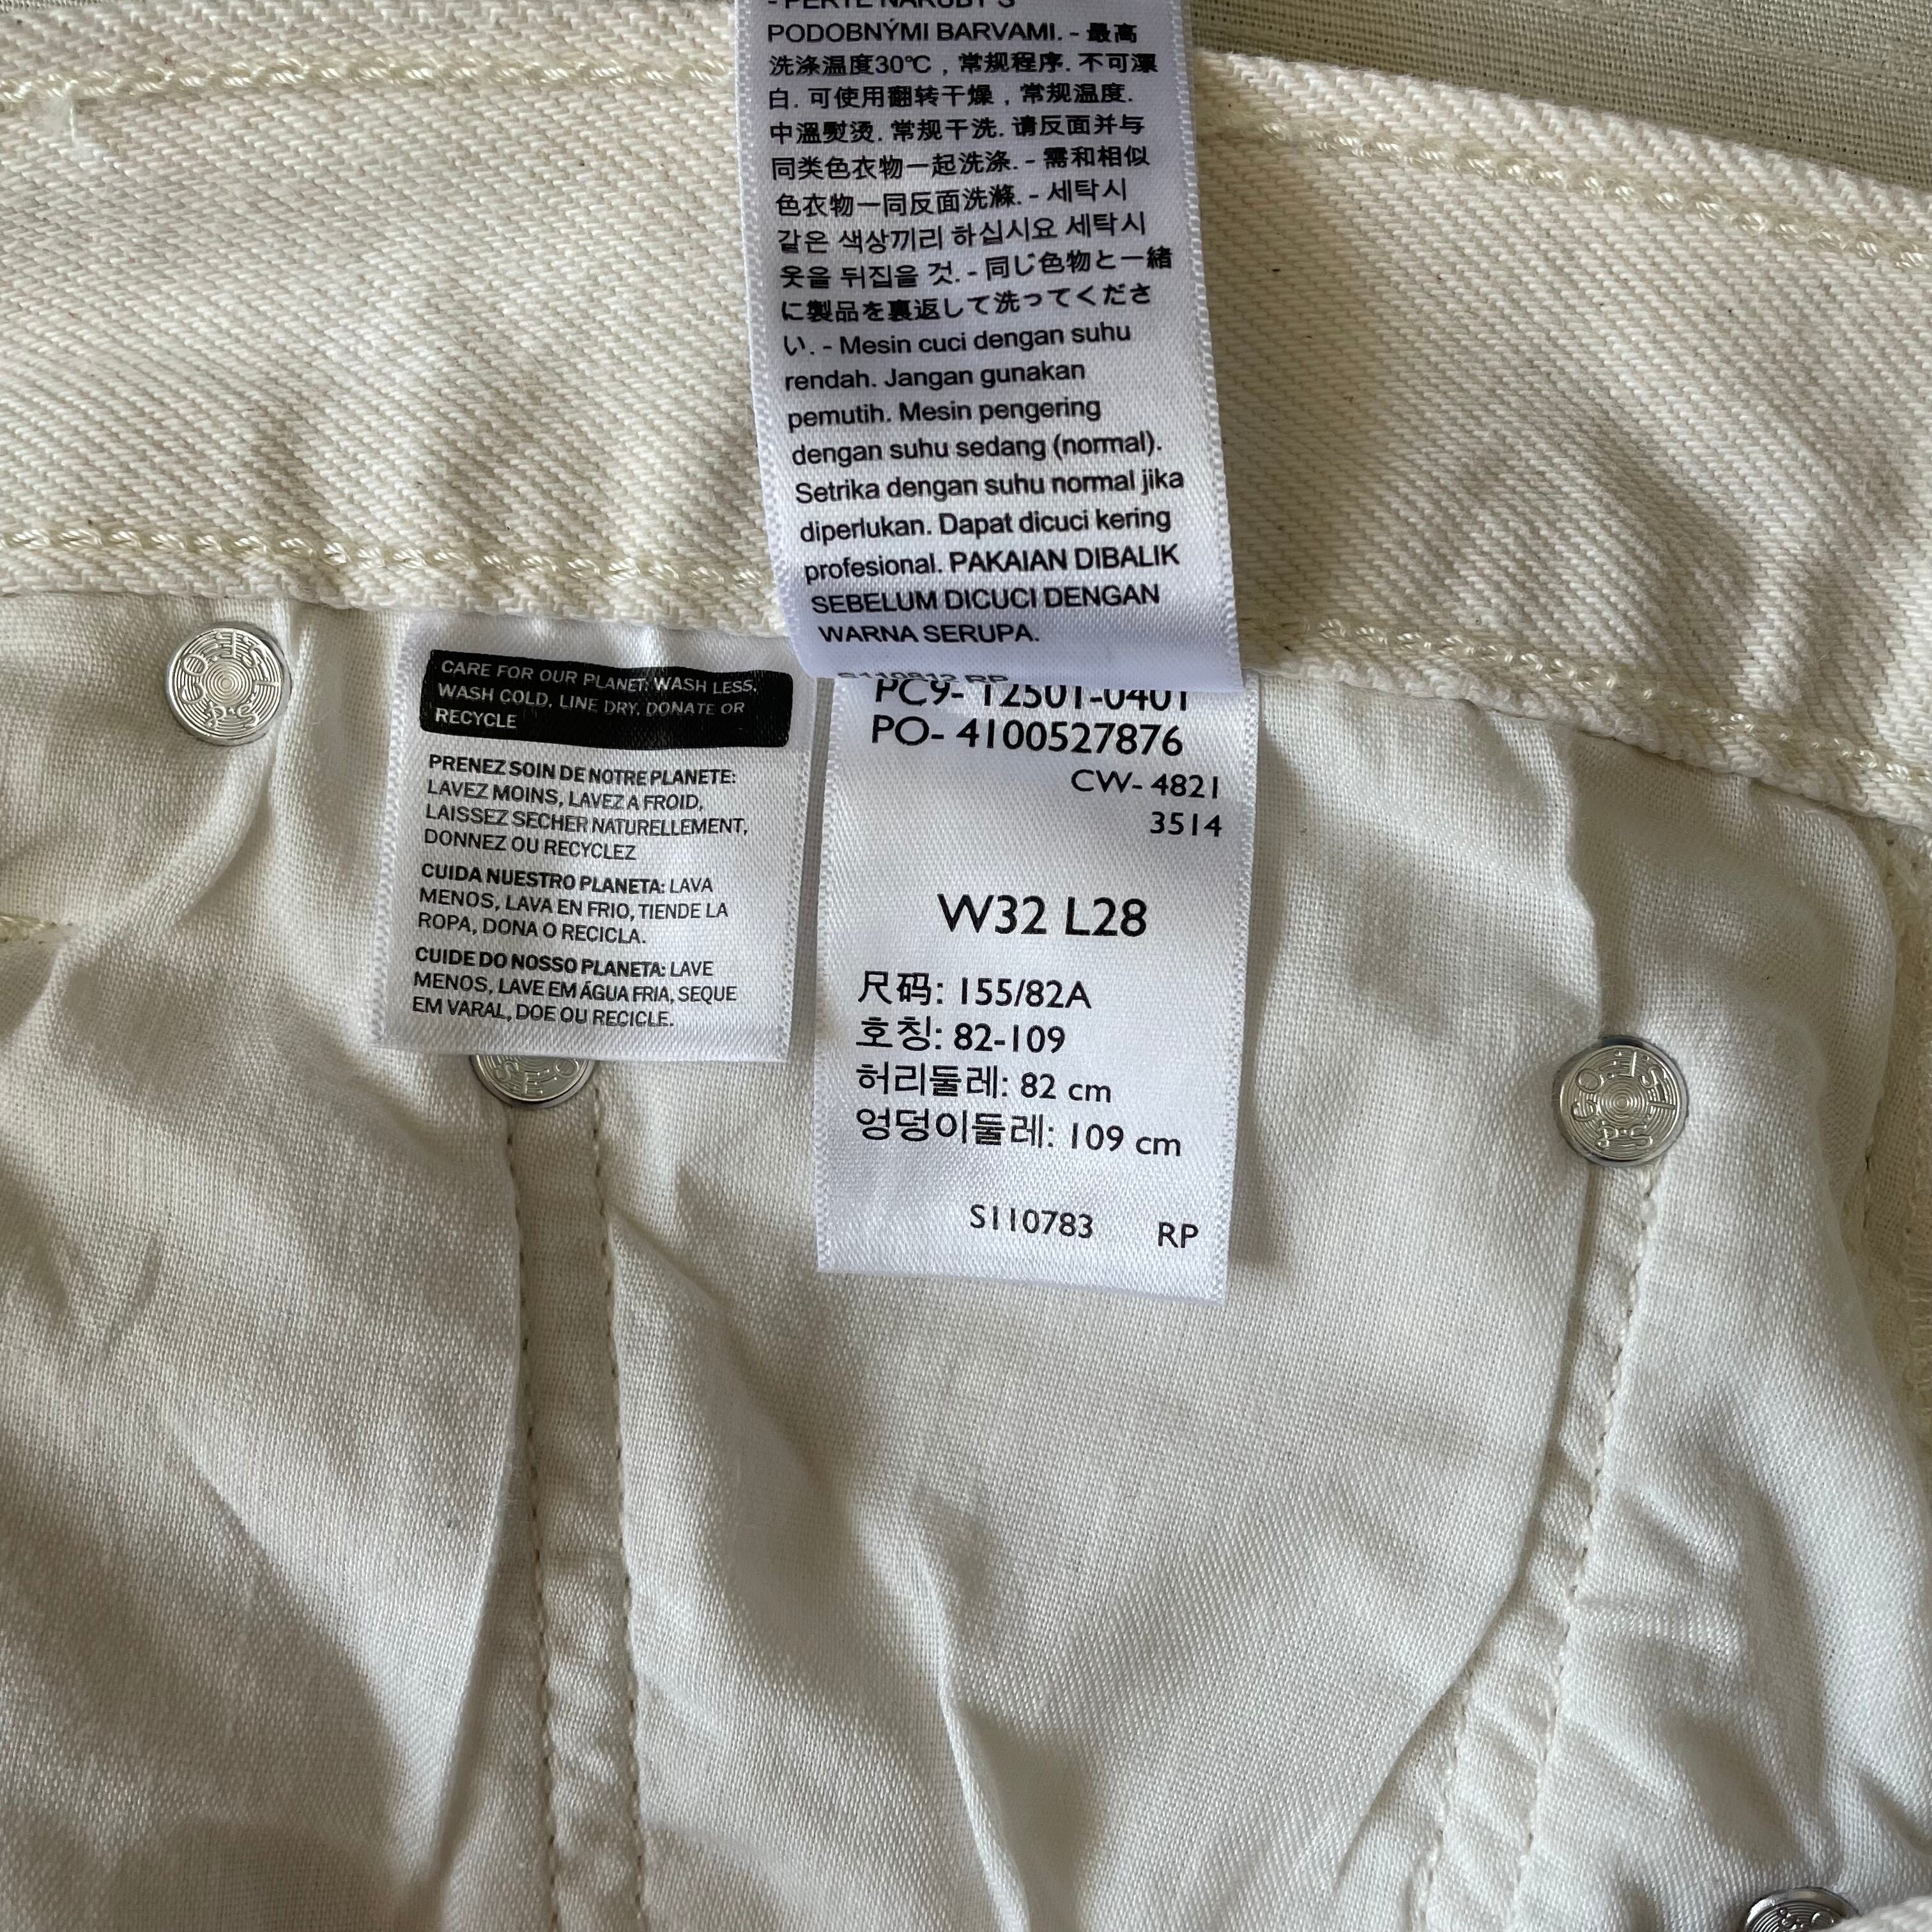 - PERTE NARUBY S
PODOBNÝMI BARVAMI. - 最高
洗涤温度30℃，常规程序. 不可漂
白. 可使用翻转干燥，常规温度.
中溫熨烫. 常规干洗. 请反面并与
同类色衣物一起洗涤. - 需和相似
色衣物一同反面洗滌. - 세탁시
같은 색상끼리 하십시요 세탁시
옷을 뒤집을 것. - 同じ色物と一緒
に製品を裏返して洗ってくださ
い. - Mesin cuci dengan suhu
rendah. Jangan gunakan
pemutih. Mesin pengering
dengan suhu sedang (normal).
Setrika dengan suhu normal jika
diperlukan. Dapat dicuci kering
profesional. PAKAIAN DIBALIK
SEBELUM DICUCI DENGAN
WARNA SERUPA.
CARE FOR OUR PLANET: WASH LESS,
WASH COLD, LINE DRY, DONATE OR
RECYCLE
PRENEZ SOIN DE NOTRE PLANETE:
LAVEZ MOINS, LAVEZ A FROID,
LAISSEZ SECHER NATURELLEMENT,
DONNEZ OU RECYCLEZ
CUIDA NUESTRO PLANETA: LAVA
MENOS, LAVA EN FRIO, TIENDE LA
ROPA, DONA O RECICLA.
CUIDE DO NOSSO PLANETA: LAVE
MENOS, LAVE EM ÁGUA FRIA, SEQUE
EM VARAL, DOE OU RECICLE.
PC9- 12501-0401
PO- 4100527876
CW- 4821
3514
W32 L28
尺码: 155/82A
호칭: 82-109
허리둘레: 82 cm
엉덩이둘레: 109 cm
S110783 RP